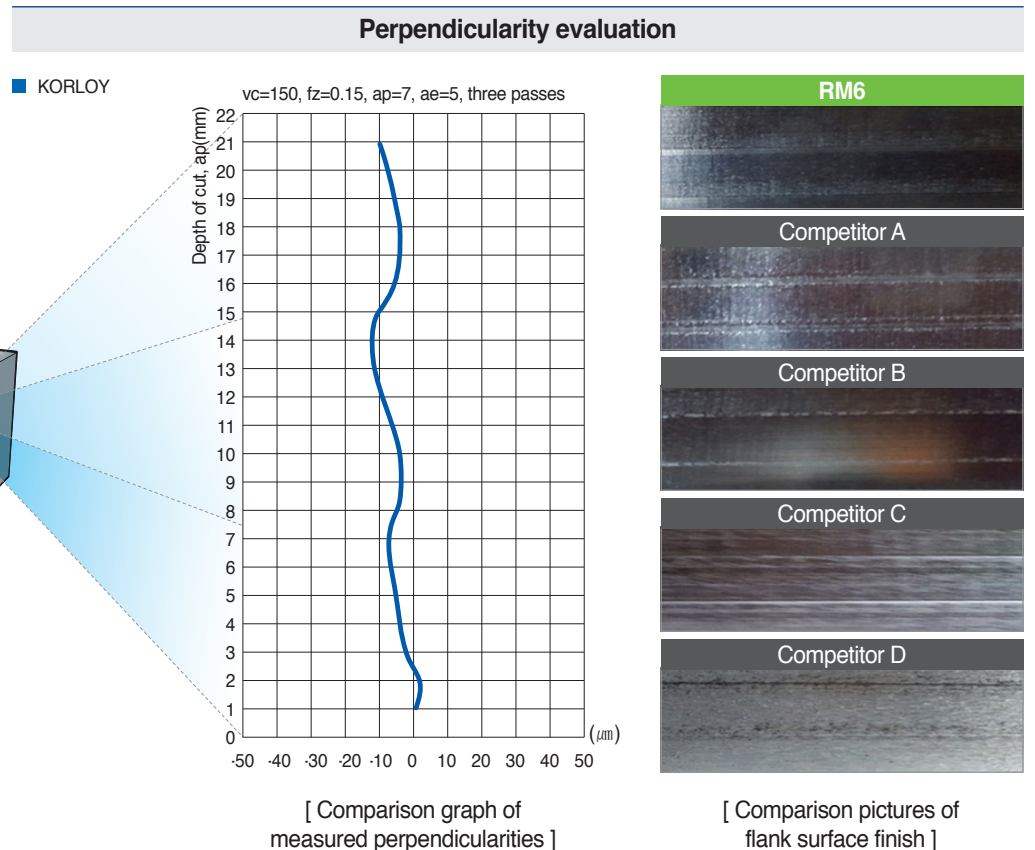 Perpendicularity evaluation
KORLOY
vc=150, fz=0.15, ap=7, ae=5, three passes
Depth of cut, ap(mm)
22
21
20
19
18
17
16
15
14
13
12
11
10
9
8
7
6
5
4
3
2
1
0
(㎛)
-50 -40 -30 -20 -10 0 10 20 30 40 50
[ Comparison graph of
measured perpendicularities ]
RM6
Competitor A
Competitor B
Competitor C
Competitor D
[ Comparison pictures of
flank surface finish ]